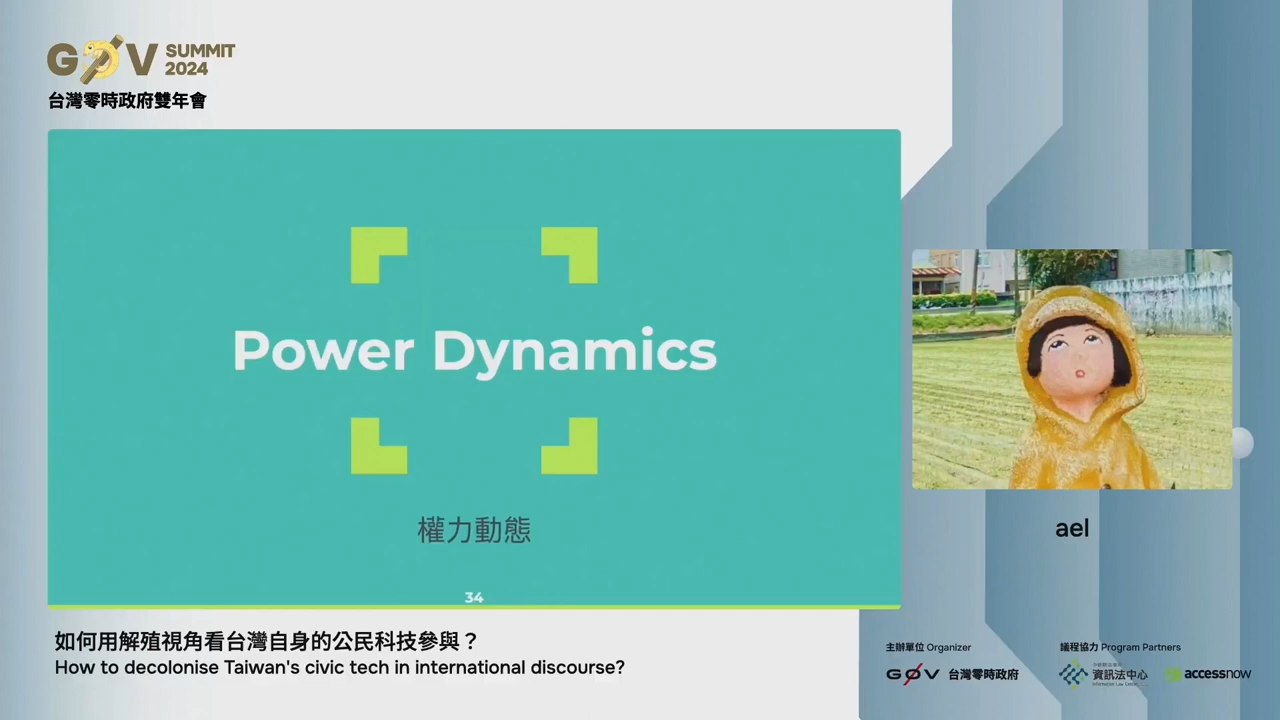 GØV SUMMIT 2024
台灣零時政府雙年會
Power Dynamics
權力動態
34
ael
如何用解殖視角看台灣自身的公民科技參與？
How to decolonise Taiwan's civic tech in international discourse?
主辦單位 Organizer
議程協力 Program Partners
GØV 台灣零時政府
資訊法中心
accessnow